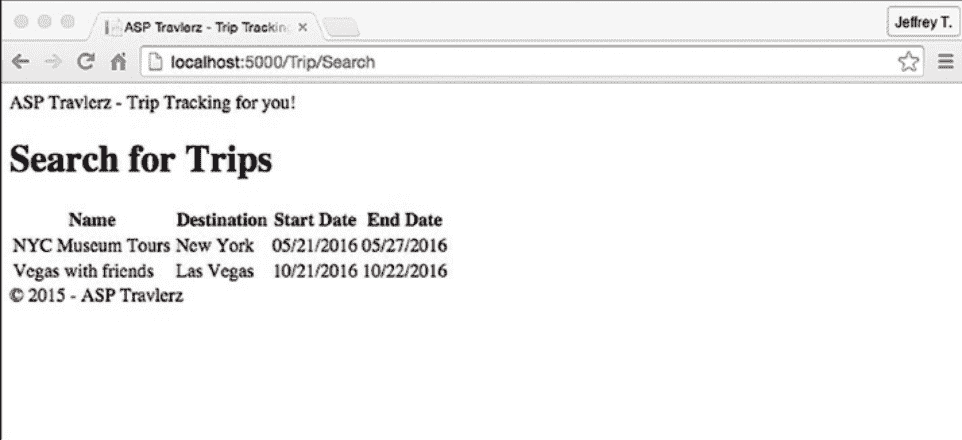 ASP Travlerz - Trip Trackin
Jeffrey T.
localhost:5000/Trip/Search
ASP Travlerz - Trip Tracking for you!
Search for Trips
Name Destination Start Date End Date
NYC Museum Tours New York 05/21/2016 05/27/2016
Vegas with friends Las Vegas 10/21/2016 10/22/2016
© 2015 - ASP Travlerz